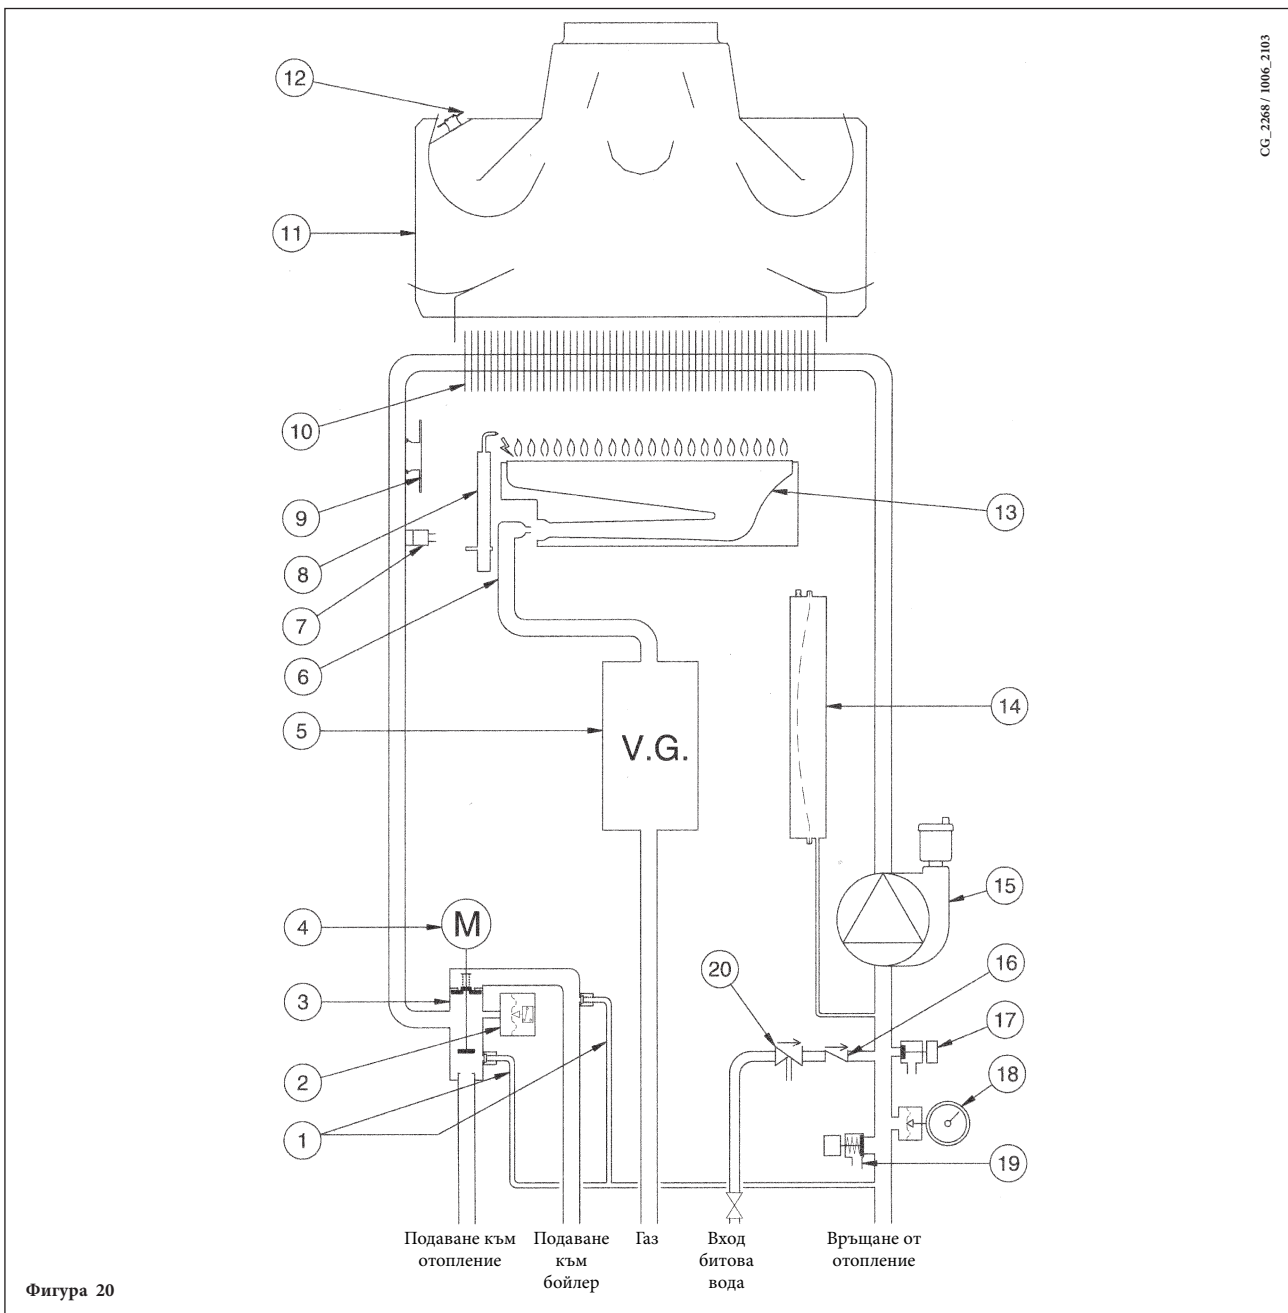 CG_2268 / 1006_2103
12
11
10
9
8
7
6
5
4
3
2
1
13
14
15
16
17
18
19
20
V.G.
M
Подаване към
отопление
Подаване
към
бойлер
Газ
Вход
битова
вода
Връщане от
отопление
Фигура 20